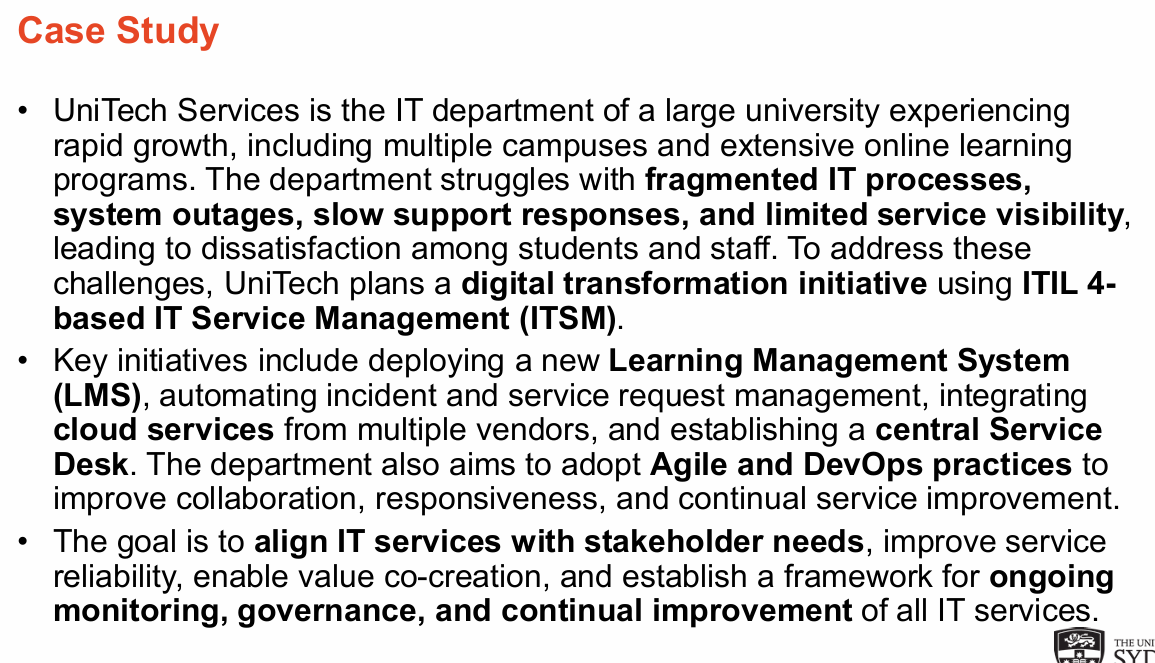 Case Study
• UniTech Services is the IT department of a large university experiencing
rapid growth, including multiple campuses and extensive online learning
programs. The department struggles with fragmented IT processes,
system outages, slow support responses, and limited service visibility,
leading to dissatisfaction among students and staff. To address these
challenges, UniTech plans a digital transformation initiative using ITIL 4-
based IT Service Management (ITSM).
• Key initiatives include deploying a new Learning Management System
(LMS), automating incident and service request management, integrating
cloud services from multiple vendors, and establishing a central Service
Desk. The department also aims to adopt Agile and DevOps practices to
improve collaboration, responsiveness, and continual service improvement.
• The goal is to align IT services with stakeholder needs, improve service
reliability, enable value co-creation, and establish a framework for ongoing
monitoring, governance, and continual improvement of all IT services.
THE UNI